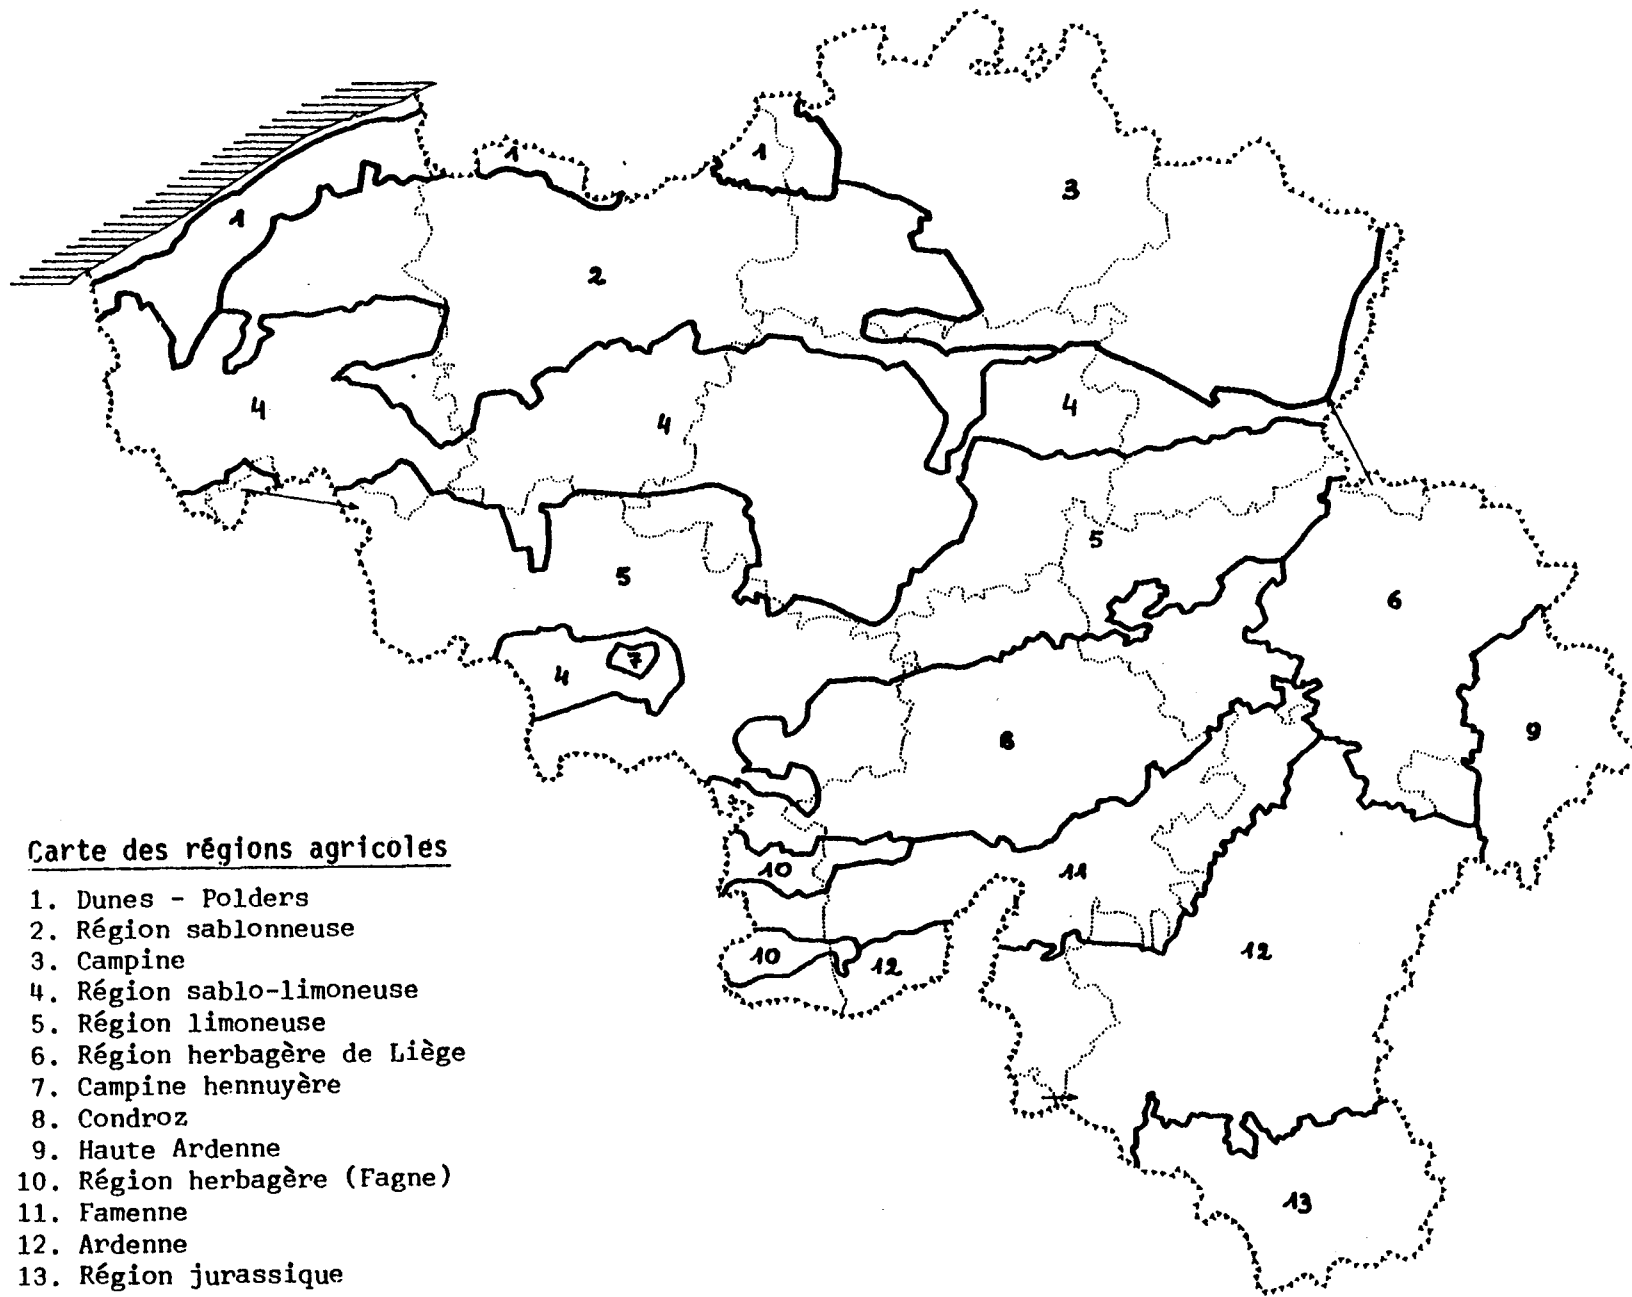 1
1
1
3
2
4
4
4
5
5
6
4
7
8
9
10
11
10
12
12
13
Carte des régions agricoles
1. Dunes - Polders
2. Région sablonneuse
3. Campine
4. Région sablo-limoneuse
5. Région limoneuse
6. Région herbagère de Liège
7. Campine hennuyère
8. Condroz
9. Haute Ardenne
10. Région herbagère (Fagne)
11. Famenne
12. Ardenne
13. Région jurassique